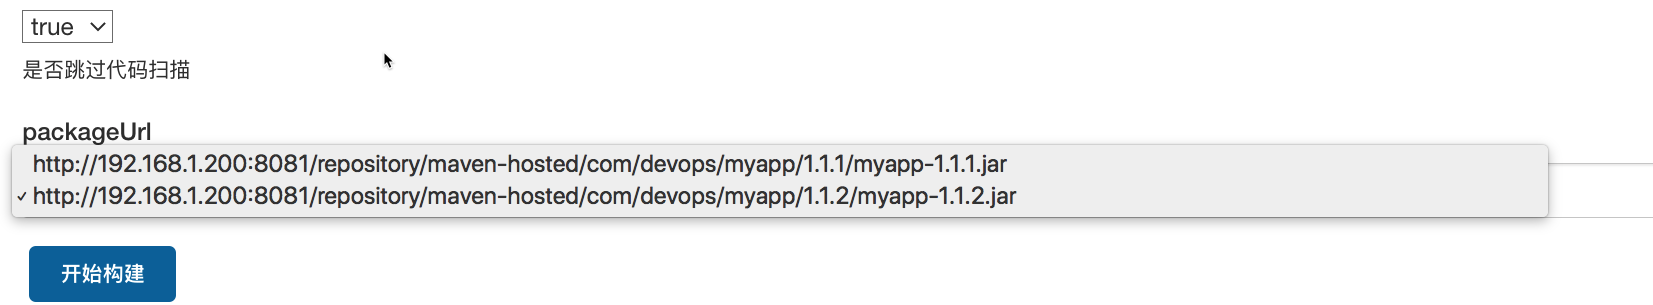 true
是否跳过代码扫描
packageUrl
http://192.168.1.200:8081/repository/maven-hosted/com/devops/myapp/1.1.1/myapp-1.1.1.jar
✓ http://192.168.1.200:8081/repository/maven-hosted/com/devops/myapp/1.1.2/myapp-1.1.2.jar
开始构建